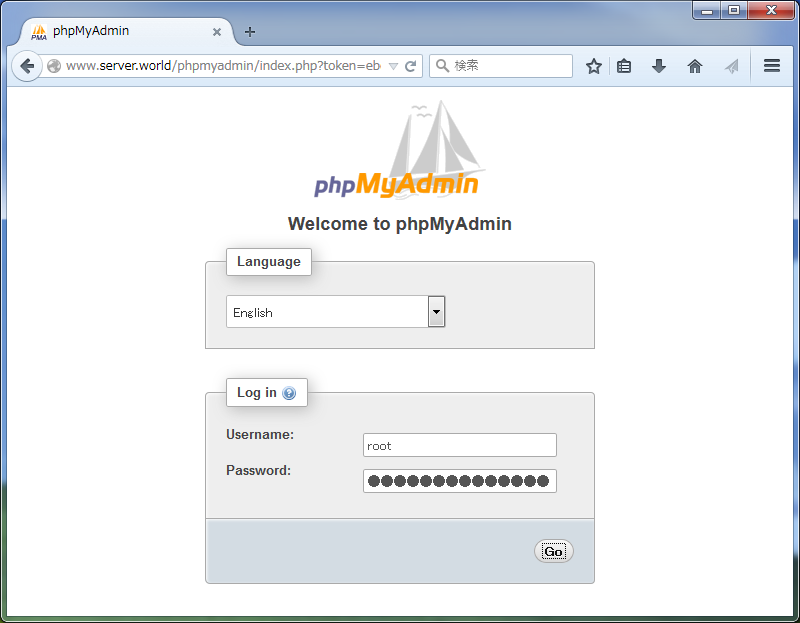 phpMyAdmin
www.server.world/phpmyadmin/index.php?token=eb
検索
phpMyAdmin
Welcome to phpMyAdmin
Language
English
Log in
Username:
root
Password:
Go